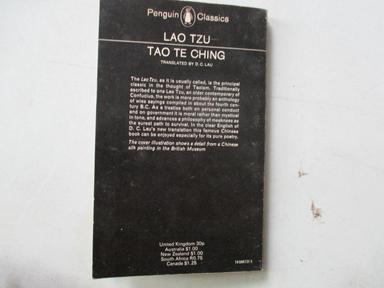 Penguin Classics
LAO TZU
TAO TE CHING
TRANSLATED BY D. C. LAU
The Lao Tzu, as it is usually called, is the principal
classic in the thought of Taoism. Traditionally
ascribed to one Lao Tzu, an older contemporary of
Confucius, the work is more probably an anthology
of wise sayings compiled in about the fourth cen-
tury B.C. As a treatise both on personal conduct
and on government it is moral rather than mystical
in tone, and advances a philosophy of meekness as
the surest path to survival. In the clear English of
D. C. Lau's new translation this famous Chinese
book can be enjoyed especially for its pure poetry.
The cover illustration shows a detail from a Chinese
silk painting in the British Museum
United Kingdom 30p
Australia $1.00
New Zealand $1.00
South Africa R0.75
Canada $1.25